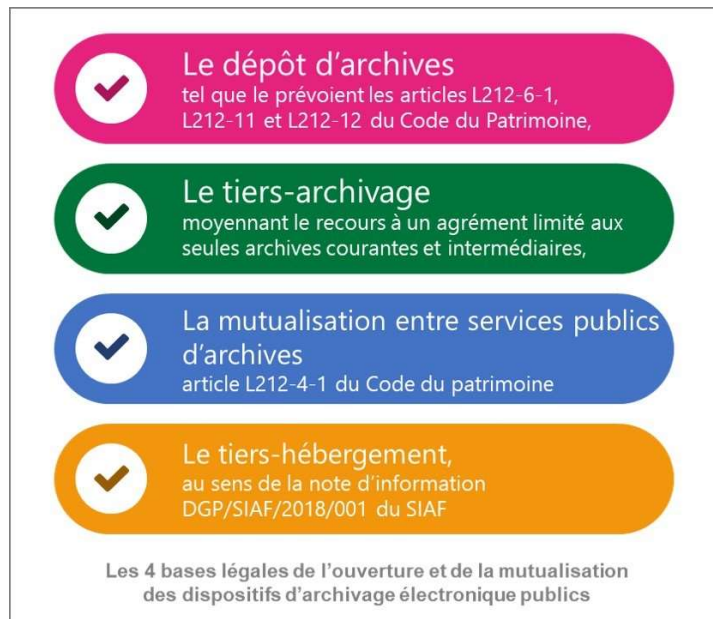 Le dépôt d’archives
tel que le prévoient les articles L212-6-1,
L212-11 et L212-12 du Code du Patrimoine,
Le tiers-archivage
moyennant le recours à un agrément limité aux
seules archives courantes et intermédiaires,
La mutualisation entre services publics
d’archives
article L212-4-1 du Code du patrimoine
Le tiers-hébergement,
au sens de la note d’information
DGP/SIAF/2018/001 du SIAF
Les 4 bases légales de l’ouverture et de la mutualisation
des dispositifs d’archivage électronique publics